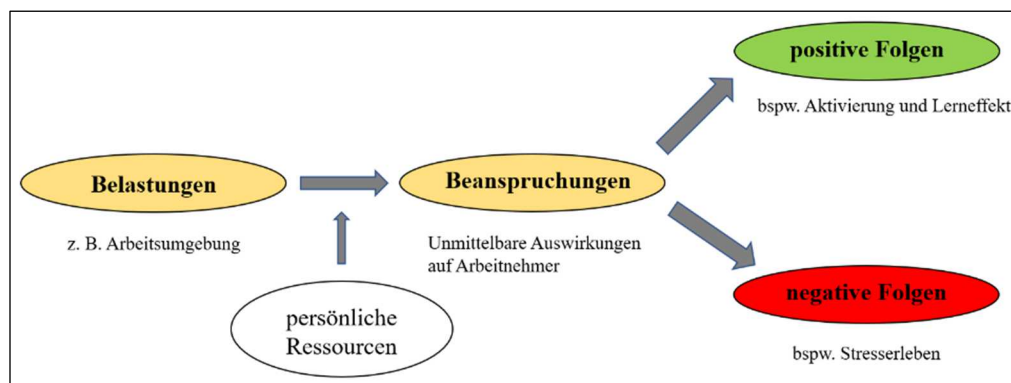 positive Folgen
bspw. Aktivierung und Lerneffekt
Belastungen
z. B. Arbeitsumgebung
Beanspruchungen
Unmittelbare Auswirkungen
auf Arbeitnehmer
persönliche
Ressourcen
negative Folgen
bspw. Stresserleben